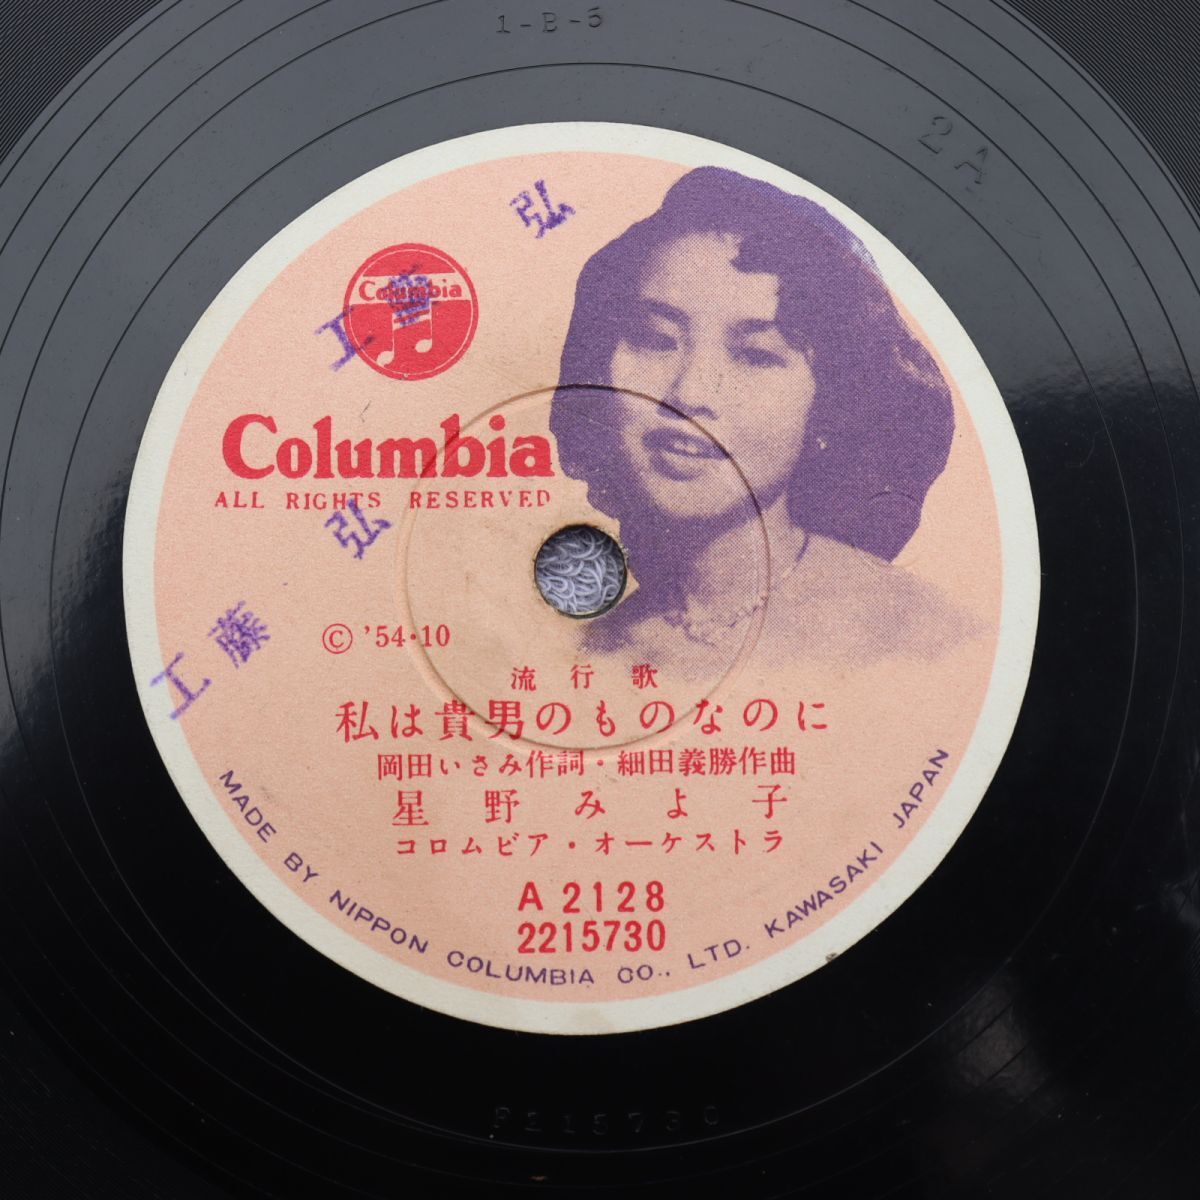 1-B-5
2A
弘
工藤
Columbia
Columbia
ALL RIGHTS RESERVED
弘
工藤
© '54·10
流行歌
私は貴男のものなのに
岡田いさみ作詞・細田義勝作曲
星野みよ子
コロムビア・オーケストラ
A2128
2215730
MADE BY NIPPON COLUMBIA CO., LTD. KAWASAKI JAPAN
2215730